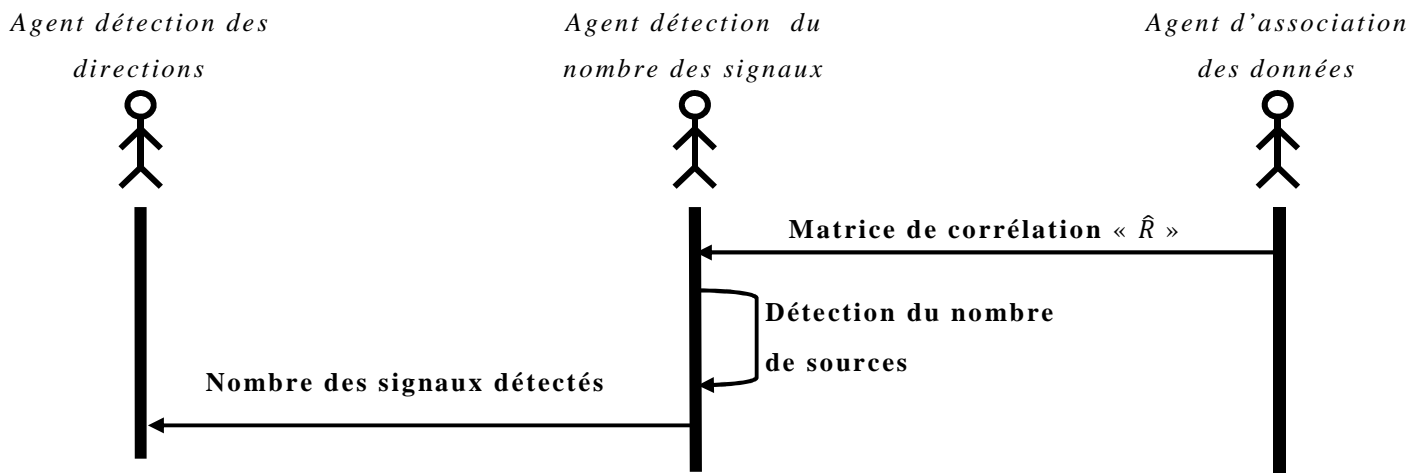 Agent détection des
directions
Agent détection du
nombre des signaux
Agent d'association
des données
Matrice de corrélation « R̂ »
Détection du nombre
de sources
Nombre des signaux détectés